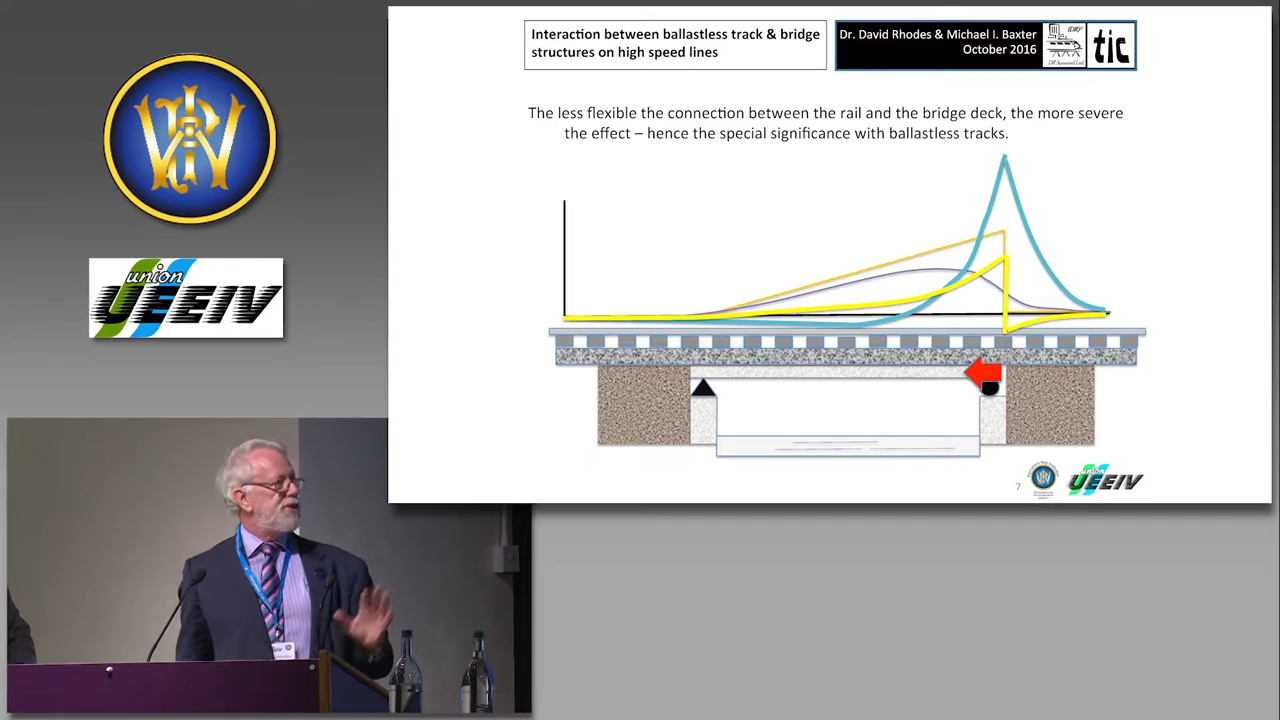 Interaction between ballastless track & bridge
structures on high speed lines
Dr. David Rhodes & Michael I. Baxter
October 2016
tic
The less flexible the connection between the rail and the bridge deck, the more severe
the effect – hence the special significance with ballastless tracks.
union
UEEIV
7
union
UEEIV